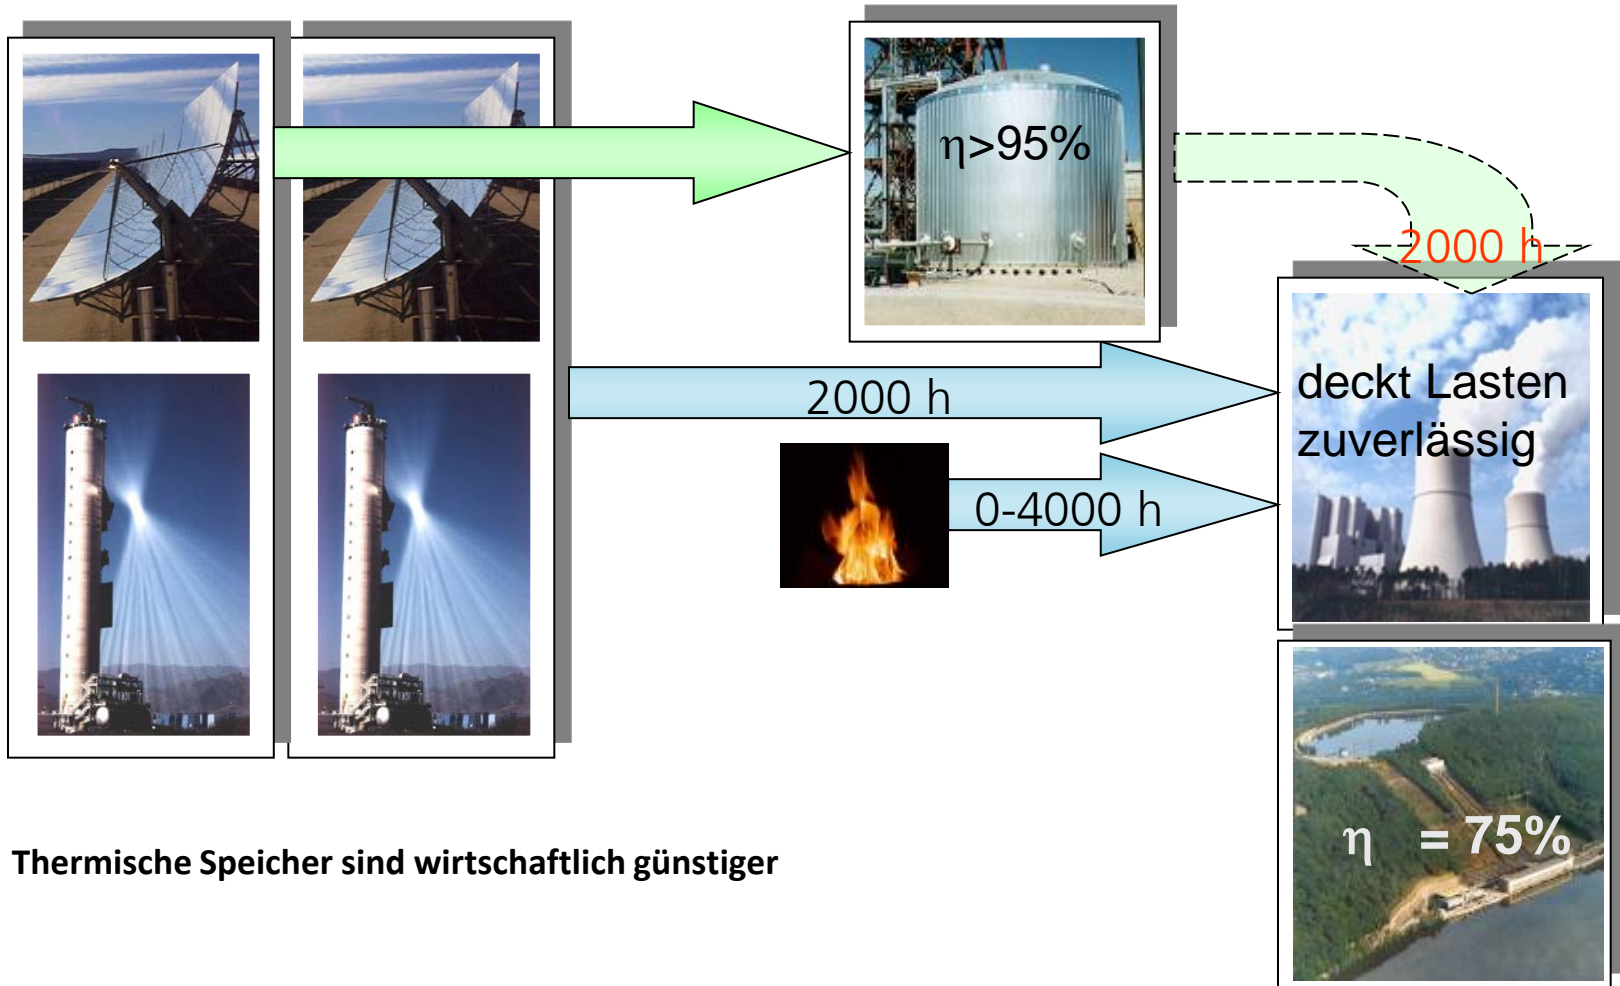 η>95%
2000 h
2000 h
deckt Lasten
zuverlässig
0-4000 h
η = 75%
Thermische Speicher sind wirtschaftlich günstiger